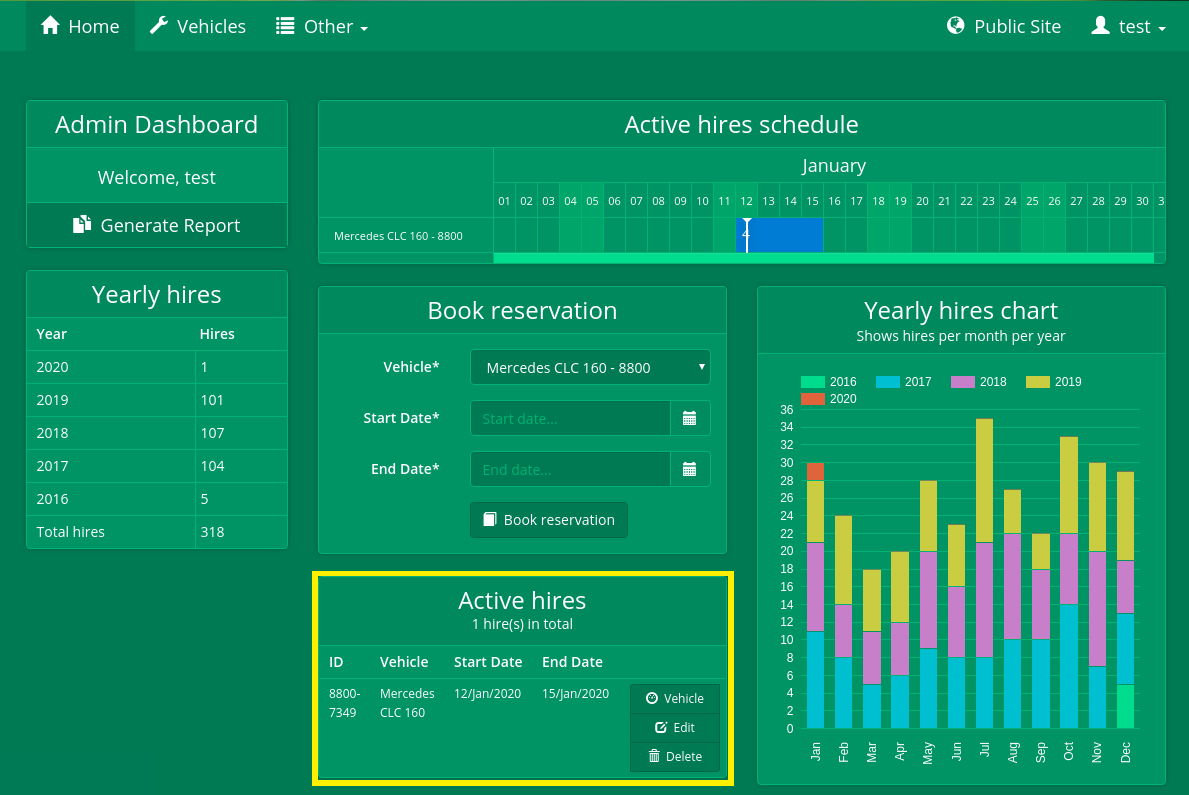 Home Vehicles Other Public Site test
Admin Dashboard
Welcome, test
Generate Report
Yearly hires
Year Hires
2020 1
2019 101
2018 107
2017 104
2016 5
Total hires 318
Active hires schedule
January
01 02 03 04 05 06 07 08 09 10 11 12 13 14 15 16 17 18 19 20 21 22 23 24 25 26 27 28 29 30 3
Mercedes CLC 160 - 8800 4
Book reservation
Vehicle* Mercedes CLC 160 - 8800
Start Date* Start date...
End Date* End date...
Book reservation
Active hires
1 hire(s) in total
ID Vehicle Start Date End Date
8800- Mercedes 12/Jan/2020 15/Jan/2020
7349 CLC 160
Vehicle
Edit
Delete
Yearly hires chart
Shows hires per month per year
2016 2017 2018 2019
2020
36
34
32
30
28
26
24
22
20
18
16
14
12
10
8
6
4
2
0
Jan Feb Mar Apr May Jun Jul Aug Sep Oct Nov Dec